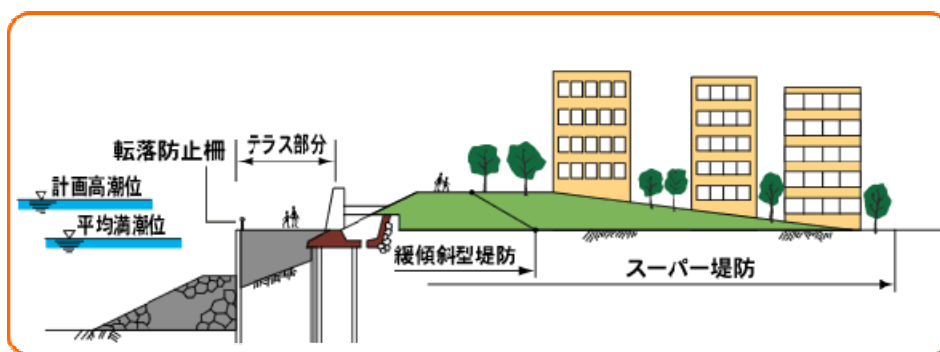 転落防止柵
テラス部分
計画高潮位
平均満潮位
緩傾斜型堤防
スーパー堤防